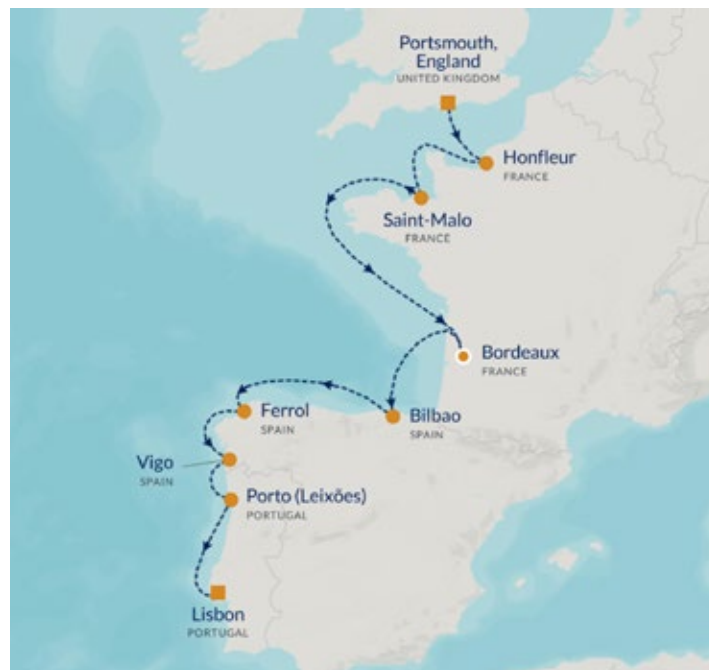 Portsmouth,
England
UNITED KINGDOM
Honfleur
FRANCE
Saint-Malo
FRANCE
Bordeaux
FRANCE
Bilbao
SPAIN
Ferrol
SPAIN
Vigo
SPAIN
Porto (Leixões)
PORTUGAL
Lisbon
PORTUGAL